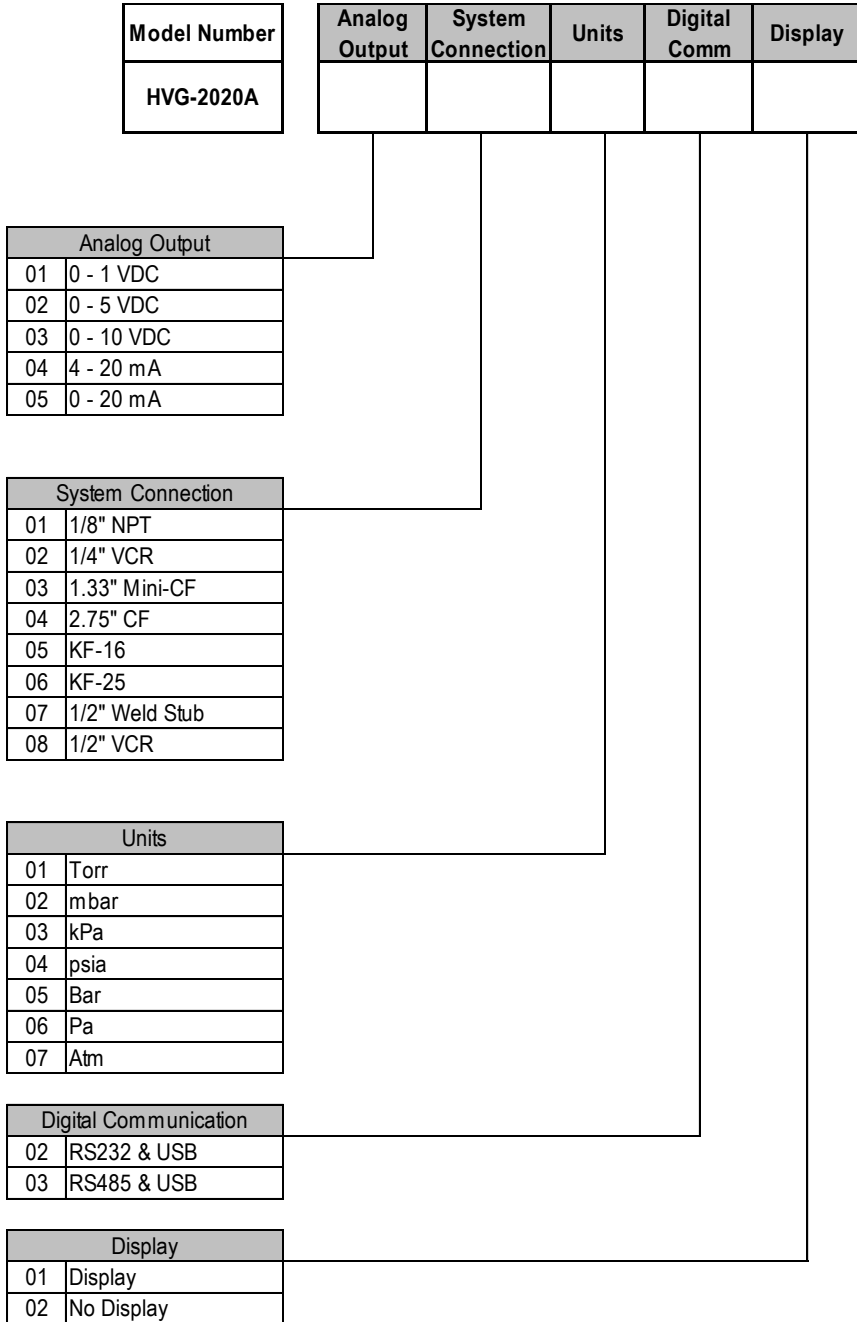 Model Number Analog Output System Connection Units Digital Comm Display
HVG-2020A
Analog Output
01 0 - 1 VDC
02 0 - 5 VDC
03 0 - 10 VDC
04 4 - 20 mA
05 0 - 20 mA
System Connection
01 1/8" NPT
02 1/4" VCR
03 1.33" Mini-CF
04 2.75" CF
05 KF-16
06 KF-25
07 1/2" Weld Stub
08 1/2" VCR
Units
01 Torr
02 mbar
03 kPa
04 psia
05 Bar
06 Pa
07 Atm
Digital Communication
02 RS232 & USB
03 RS485 & USB
Display
01 Display
02 No Display